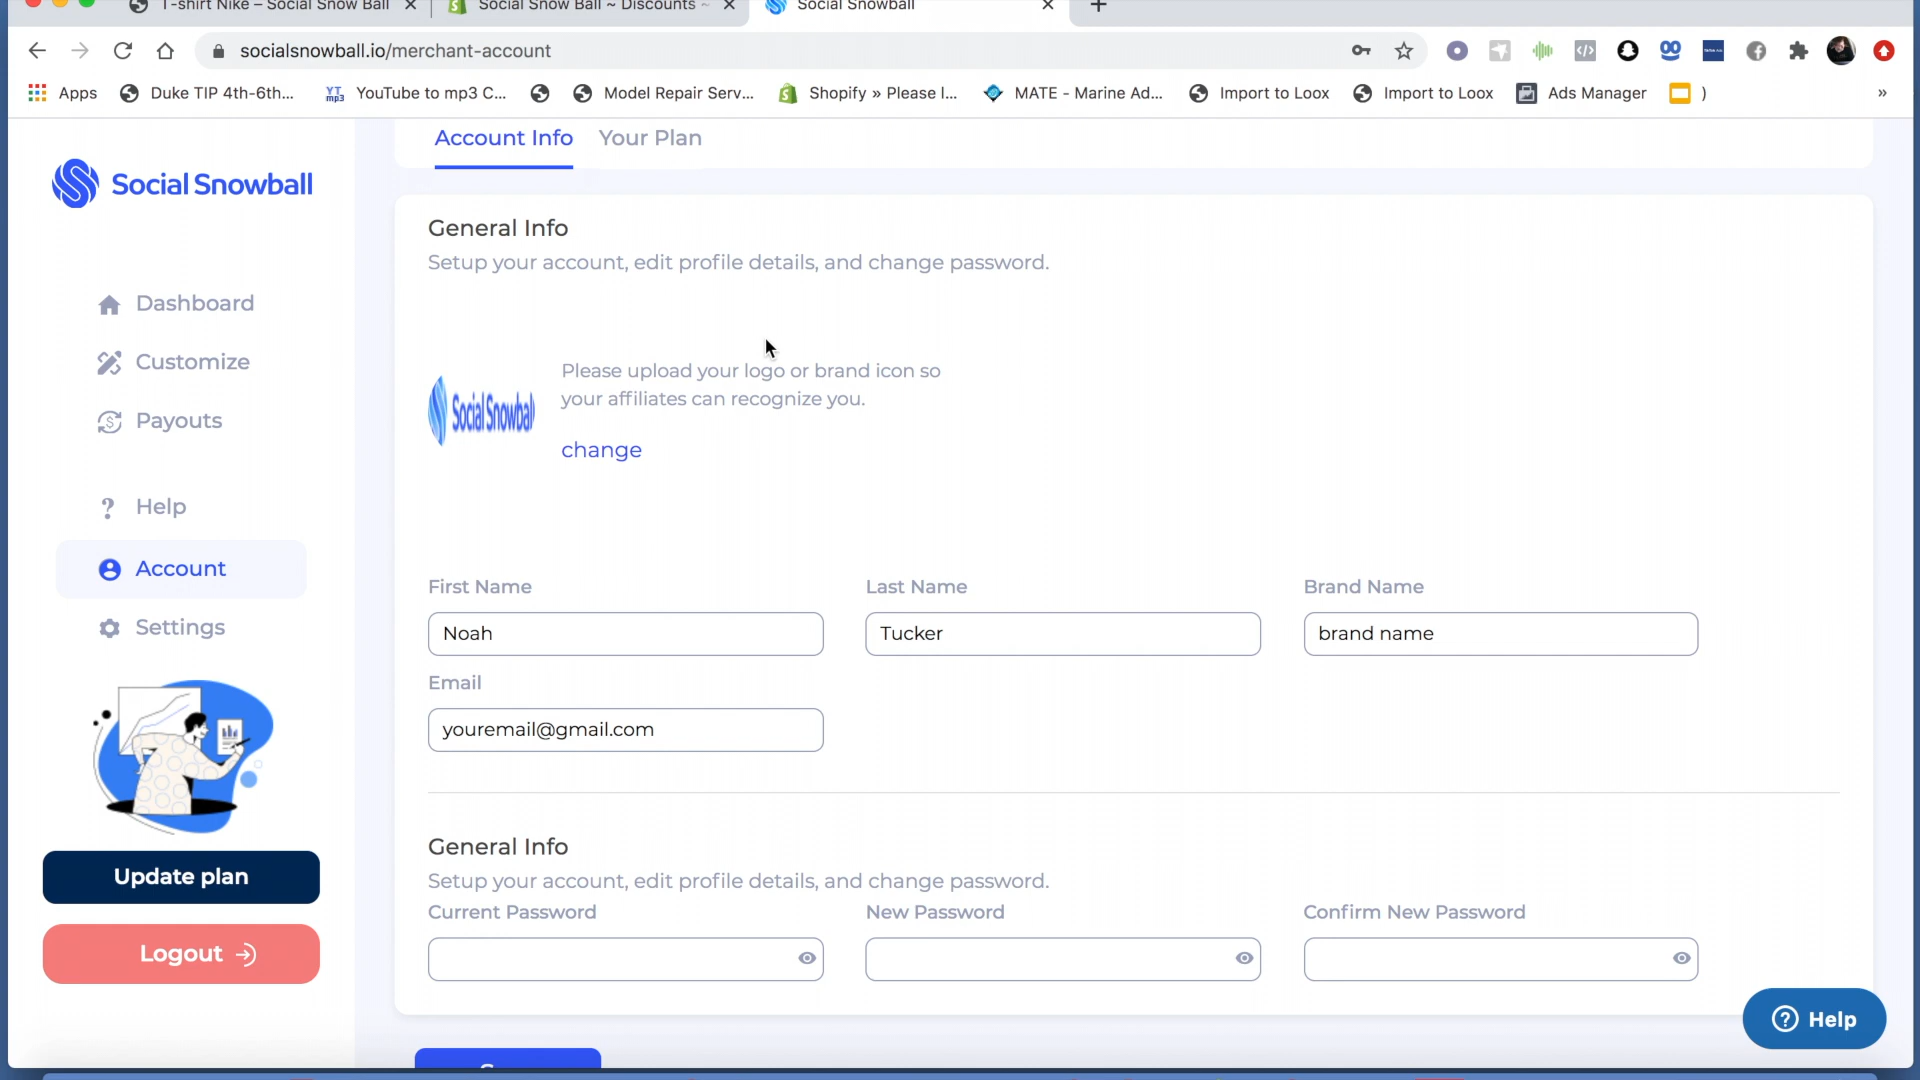 T-shirt Nike – Social Snow Ball
Social Snow Ball ~ Discounts ~
Social Snowball
socialsnowball.io/merchant-account
Apps
Duke TIP 4th-6th...
YouTube to mp3 C...
Model Repair Serv...
Shopify » Please l...
MATE - Marine Ad...
Import to Loox
Import to Loox
Ads Manager
)
»
Social Snowball
Dashboard
Customize
Payouts
Help
Account
Settings
Update plan
Logout
Account Info
Your Plan
General Info
Setup your account, edit profile details, and change password.
Social Snowball
Please upload your logo or brand icon so
your affiliates can recognize you.
change
First Name
Last Name
Brand Name
Noah
Tucker
brand name
Email
youremail@gmail.com
General Info
Setup your account, edit profile details, and change password.
Current Password
New Password
Confirm New Password
Help